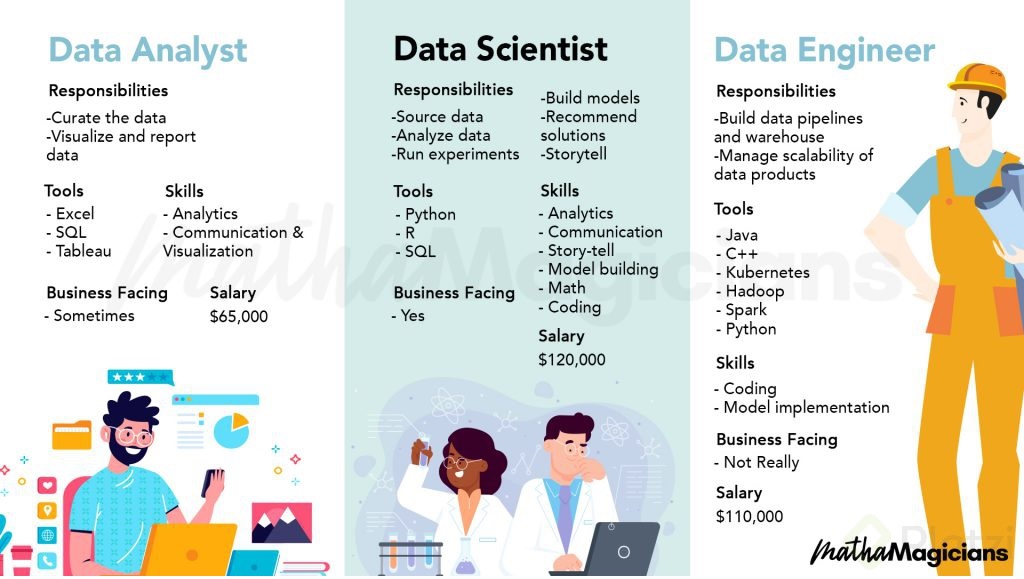 Data Analyst
Responsibilities
-Curate the data
-Visualize and report
data
Tools
- Excel
- SQL
- Tableau
Skills
- Analytics
- Communication &
Visualization
Business Facing
- Sometimes
Salary
$65,000
Data Scientist
Responsibilities
-Source data
-Analyze data
-Run experiments
-Build models
-Recommend
solutions
-Storytell
Tools
- Python
- R
- SQL
Skills
- Analytics
- Communication
- Story-tell
- Model building
- Math
- Coding
Business Facing
- Yes
Salary
$120,000
Data Engineer
Responsibilities
-Build data pipelines
and warehouse
-Manage scalability of
data products
Tools
- Java
- C++
- Kubernetes
- Hadoop
- Spark
- Python
Skills
- Coding
- Model implementation
Business Facing
- Not Really
Salary
$110,000
MathaMagicians
Platzi
mathaMagicians